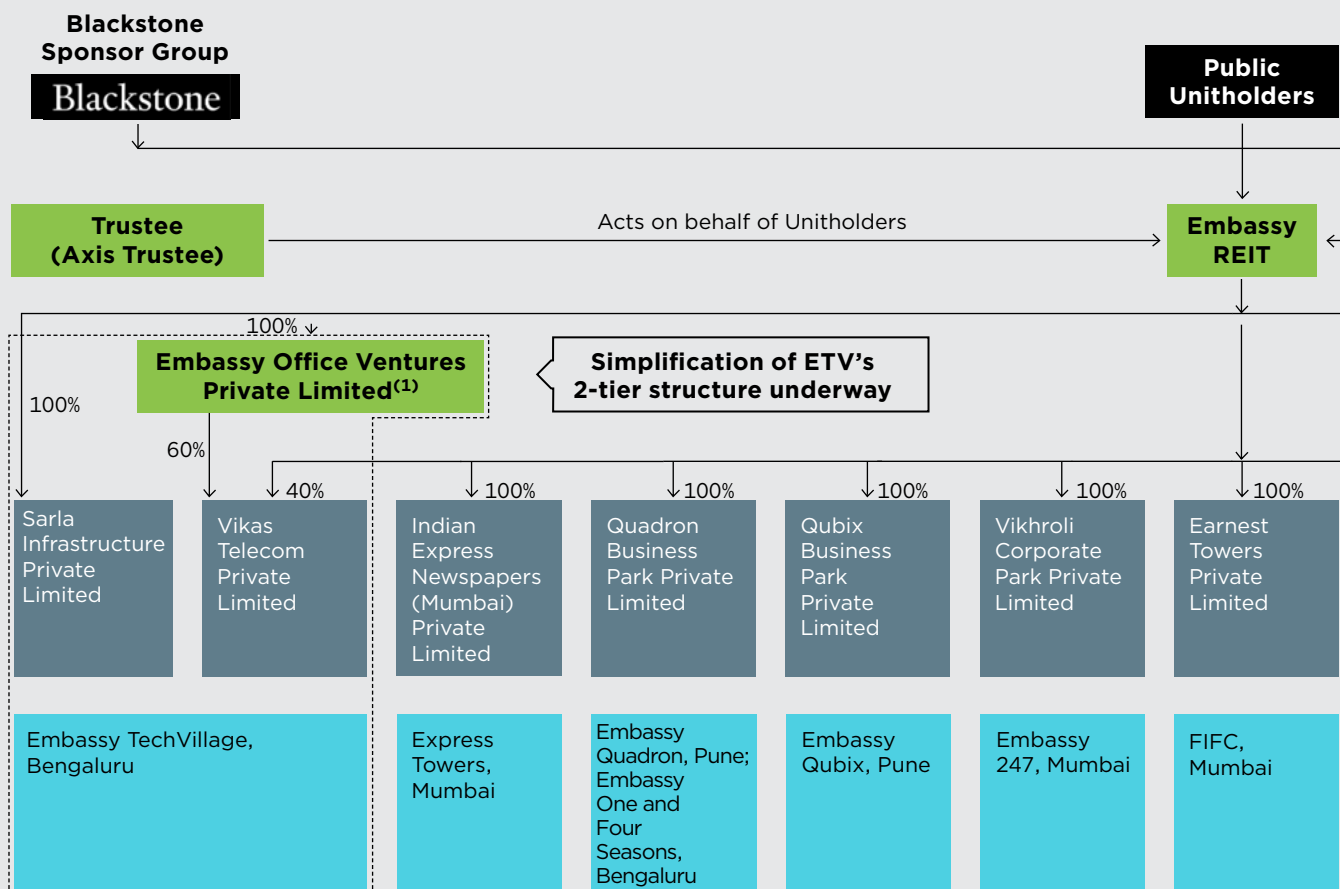 Blackstone
Sponsor Group
Blackstone
Public
Unitholders
Trustee
(Axis Trustee)
Acts on behalf of Unitholders
Embassy
REIT
100%
Embassy Office Ventures
Private Limited(1)
Simplification of ETV's
2-tier structure underway
100%
60%
40%
100%
100%
100%
100%
100%
Sarla
Infrastructure
Private
Limited
Vikas
Telecom
Private
Limited
Indian
Express
Newspapers
(Mumbai)
Private
Limited
Quadron
Business
Park Private
Limited
Qubix
Business
Park
Private
Limited
Vikhroli
Corporate
Park Private
Limited
Earnest
Towers
Private
Limited
Embassy TechVillage,
Bengaluru
Express
Towers,
Mumbai
Embassy
Quadron, Pune;
Embassy
One and
Four
Seasons,
Bengaluru
Embassy
Qubix, Pune
Embassy
247, Mumbai
FIFC,
Mumbai